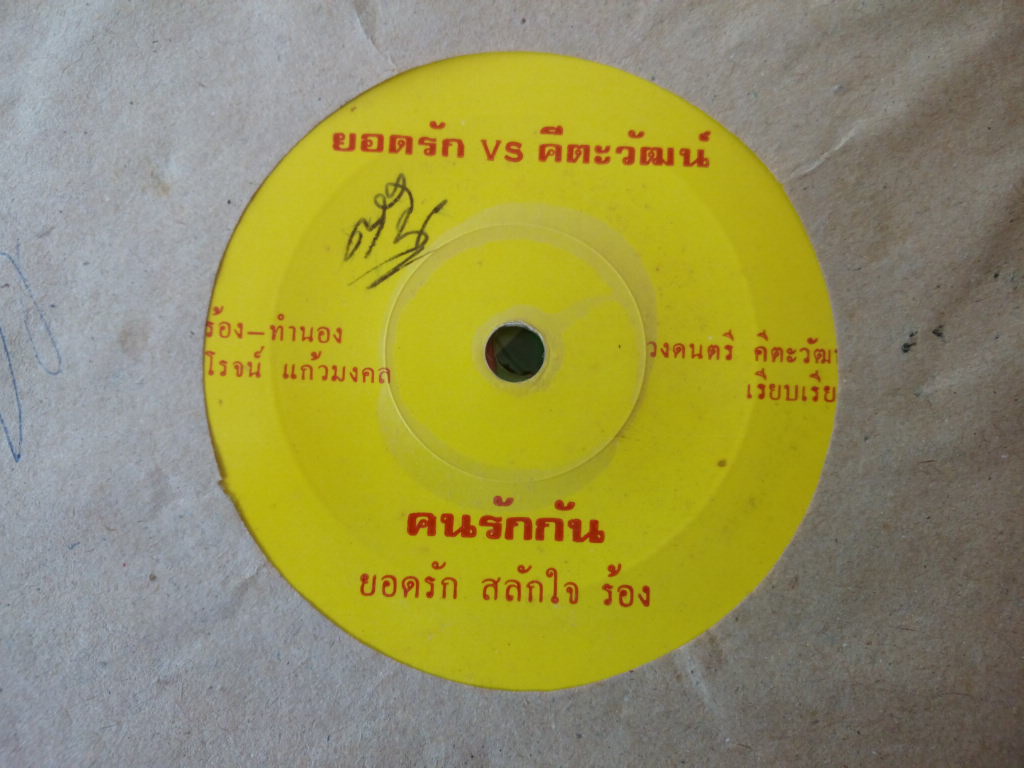 ยอดรัก VS คีตะวัฒน์
ร้อง–ทำนอง
โรจน์ แก้วมงคล
วงดนตรี คีตะวัฒ
เรียบเรีย
คนรักกัน
ยอดรัก สลักใจ ร้อง